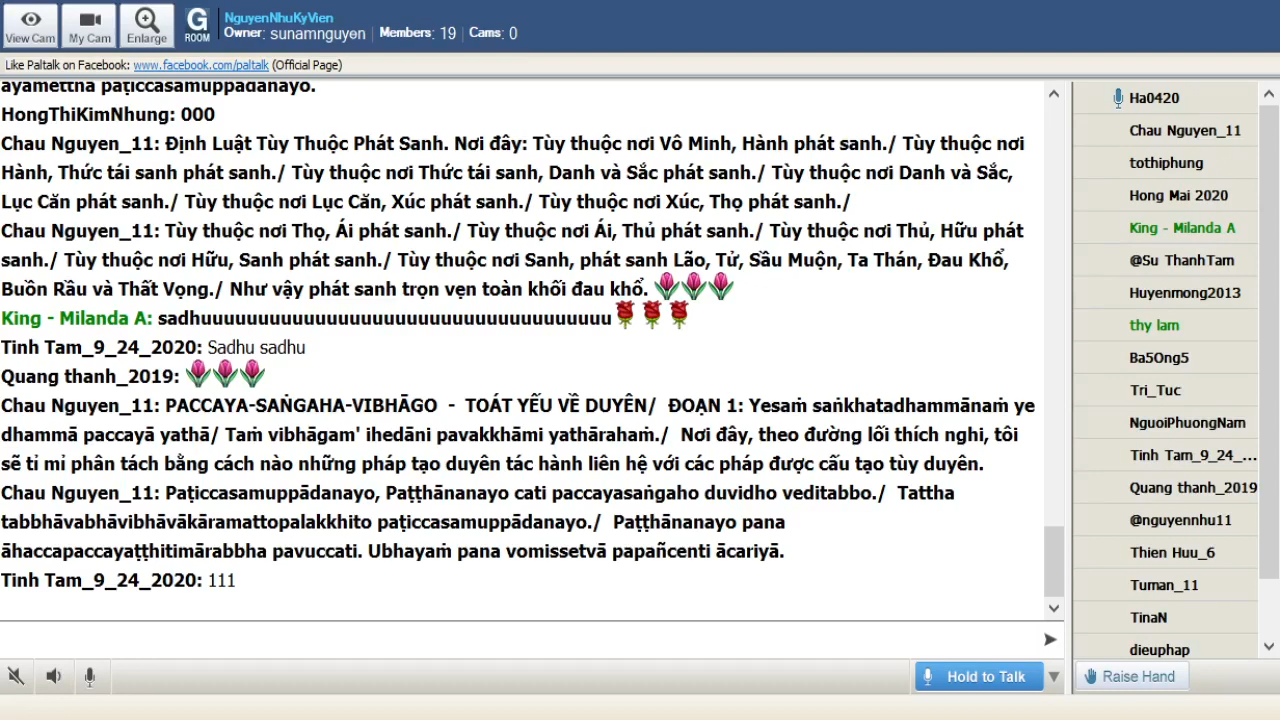 View Cam
My Cam
Enlarge
G
ROOM
NguyenNhuKyVien
Owner: sunamnguyen | Members: 19 | Cams: 0
Like Paltalk on Facebook: www.facebook.com/paltalk (Official Page)
ayamettha paṭiccasamuppādanayo.
HongThiKimNhung: 000
Chau Nguyen_11: Định Luật Tùy Thuộc Phát Sanh. Nơi đây: Tùy thuộc nơi Vô Minh, Hành phát sanh./ Tùy thuộc nơi
Hành, Thức tái sanh phát sanh./ Tùy thuộc nơi Thức tái sanh, Danh và Sắc phát sanh./ Tùy thuộc nơi Danh và Sắc,
Lục Căn phát sanh./ Tùy thuộc nơi Lục Căn, Xúc phát sanh./ Tùy thuộc nơi Xúc, Thọ phát sanh./
Chau Nguyen_11: Tùy thuộc nơi Thọ, Ái phát sanh./ Tùy thuộc nơi Ái, Thủ phát sanh./ Tùy thuộc nơi Thủ, Hữu phát
sanh./ Tùy thuộc nơi Hữu, Sanh phát sanh./ Tùy thuộc nơi Sanh, phát sanh Lão, Tử, Sầu Muộn, Ta Thán, Đau Khổ,
Buồn Rầu và Thất Vọng./ Như vậy phát sanh trọn vẹn toàn khối đau khổ.
King - Milanda A: sadhuuuuuuuuuuuuuuuuuuuuuuuuuuuuuuuuuuuu
Tinh Tam_9_24_2020: Sadhu sadhu
Quang thanh_2019:
Chau Nguyen_11: PACCAYA-SAṄGAHA-VIBHĀGO - TOÁT YẾU VỀ DUYÊN/ ĐOẠN 1: Yesaṁ saṅkhatadhammānaṁ ye
dhammā paccayā yathā/ Taṁ vibhāgam' ihedāni pavakkhāmi yathārahaṁ./ Nơi đây, theo đường lối thích nghi, tôi
sẽ tỉ mỉ phân tách bằng cách nào những pháp tạo duyên tác hành liên hệ với các pháp được cấu tạo tùy duyên.
Chau Nguyen_11: Paṭiccasamuppādanayo, Paṭṭhānanayo cati paccayasaṅgaho duvidho veditabbo./ Tattha
tabbhāvabhāvibhāvākāramattopalakkhito paṭiccasamuppādanayo./ Paṭṭhānanayo pana
āhaccapaccayaṭṭhitimārabbha pavuccati. Ubhayaṁ pana vomissetvā papañcenti ācariyā.
Tinh Tam_9_24_2020: 111
Hold to Talk
Ha0420
Chau Nguyen_11
tothiphung
Hong Mai 2020
King - Milanda A
@Su ThanhTam
Huyenmong2013
thy lam
Ba5Ong5
Tri_Tuc
NguoiPhuongNam
Tinh Tam_9_24_...
Quang thanh_2019
@nguyennhu11
Thien Huu_6
Tuman_11
TinaN
dieuphap
Raise Hand